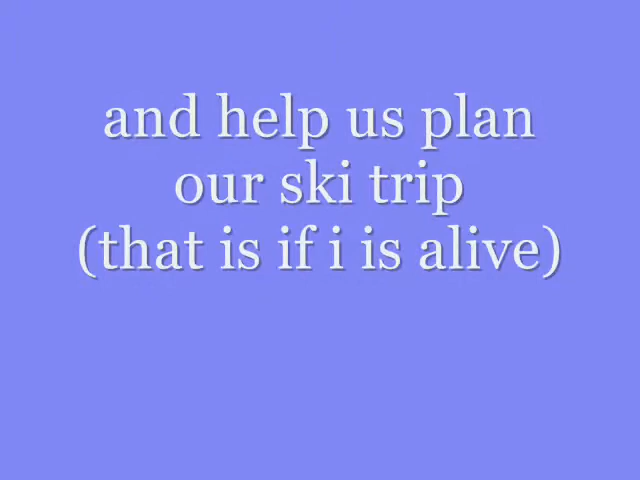 and help us plan
our ski trip
(that is if i is alive)